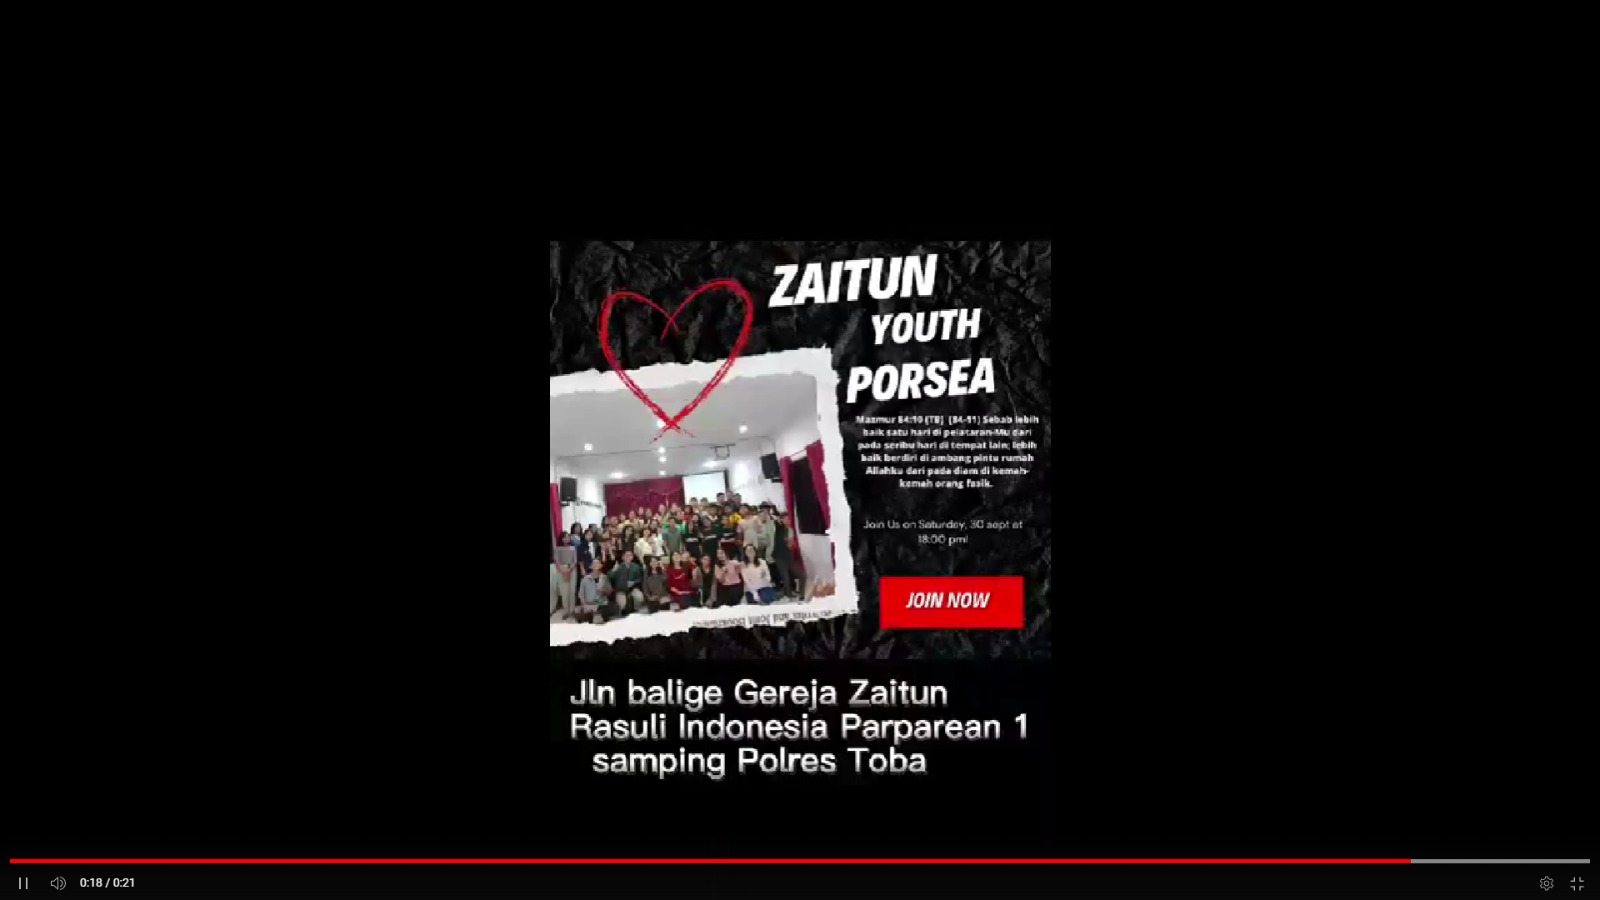 ZAITUN
YOUTH
PORSEA
Mazmur 84:10 (TB) (84-11) Sebab lebih
baik satu hari di pelataran-Mu dari
pada seribu hari di tempat lain; lebih
baik berdiri di ambang pintu rumah
Allahku dari pada diam di kemah-
kemah orang fasik.
Join Us on Saturday, 30 sept at
18:00 pm!
JOIN NOW
Jln balige Gereja Zaitun
Rasuli Indonesia Parparean 1
samping Polres Toba
0:18 / 0:21